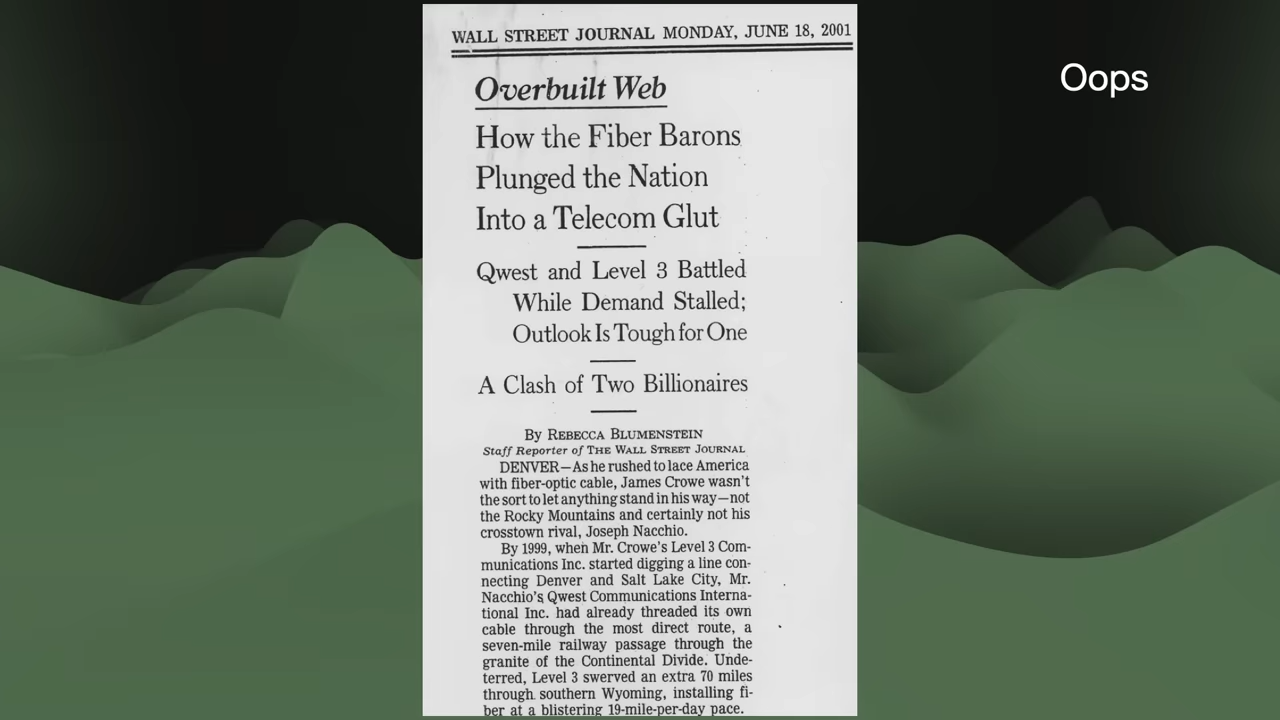 WALL STREET JOURNAL MONDAY, JUNE 18, 2001
Oops
Overbuilt Web
How the Fiber Barons
Plunged the Nation
Into a Telecom Glut
Qwest and Level 3 Battled
While Demand Stalled;
Outlook Is Tough for One
A Clash of Two Billionaires
By REBECCA BLUMENSTEIN
Staff Reporter of THE WALL STREET JOURNAL
DENVER—As he rushed to lace America
with fiber-optic cable, James Crowe wasn't
the sort to let anything stand in his way—not
the Rocky Mountains and certainly not his
crosstown rival, Joseph Nacchio.
By 1999, when Mr. Crowe's Level 3 Com-
munications Inc. started digging a line con-
necting Denver and Salt Lake City, Mr.
Nacchio's Qwest Communications Interna-
tional Inc. had already threaded its own
cable through the most direct route, a
seven-mile railway passage through the
granite of the Continental Divide. Unde-
terred, Level 3 swerved an extra 70 miles
through southern Wyoming, installing fi-
ber at a blistering 19-mile-per-day pace.